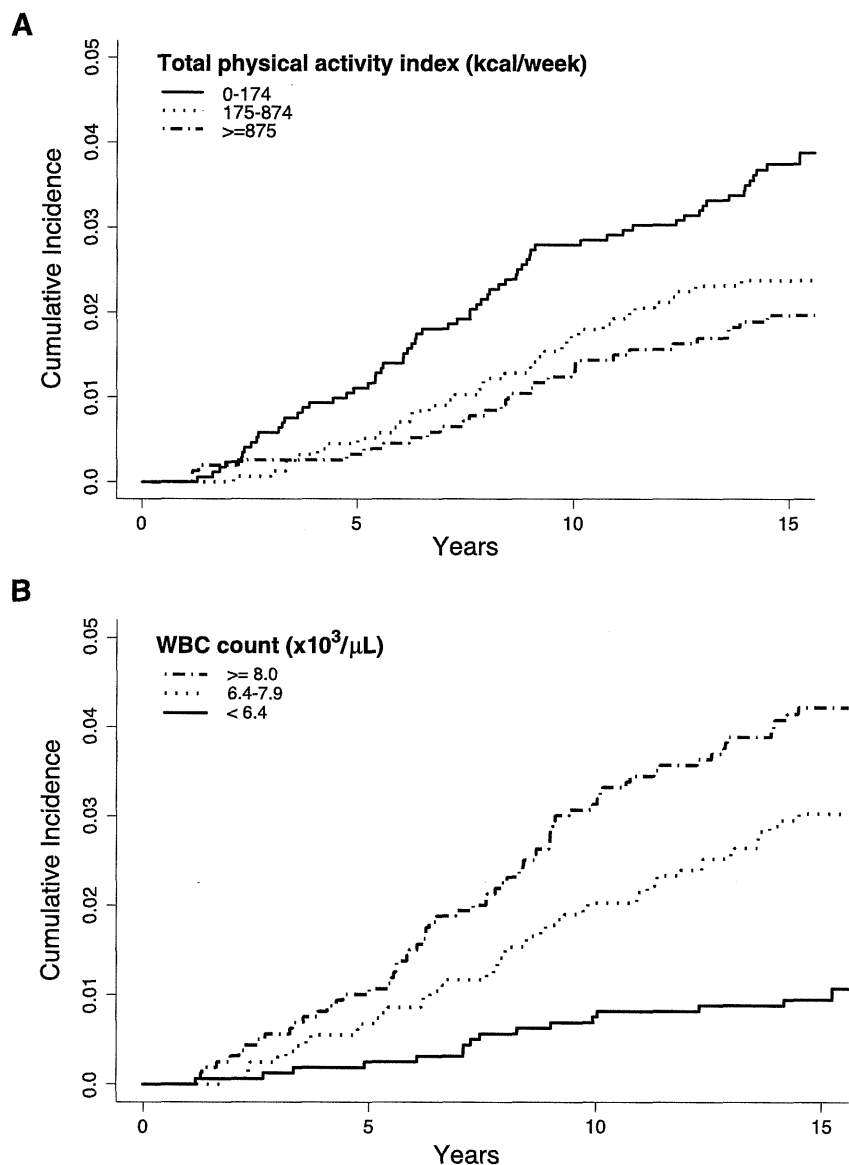 A
Total physical activity index (kcal/week)
0-174
175-874
>=875
0.05
0.04
0.03
0.02
0.01
0.0
Cumulative Incidence
0 5 10 15
Years
B
WBC count (x10³/μL)
>= 8.0
6.4-7.9
< 6.4
0.05
0.04
0.03
0.02
0.01
0.0
Cumulative Incidence
0 5 10 15
Years